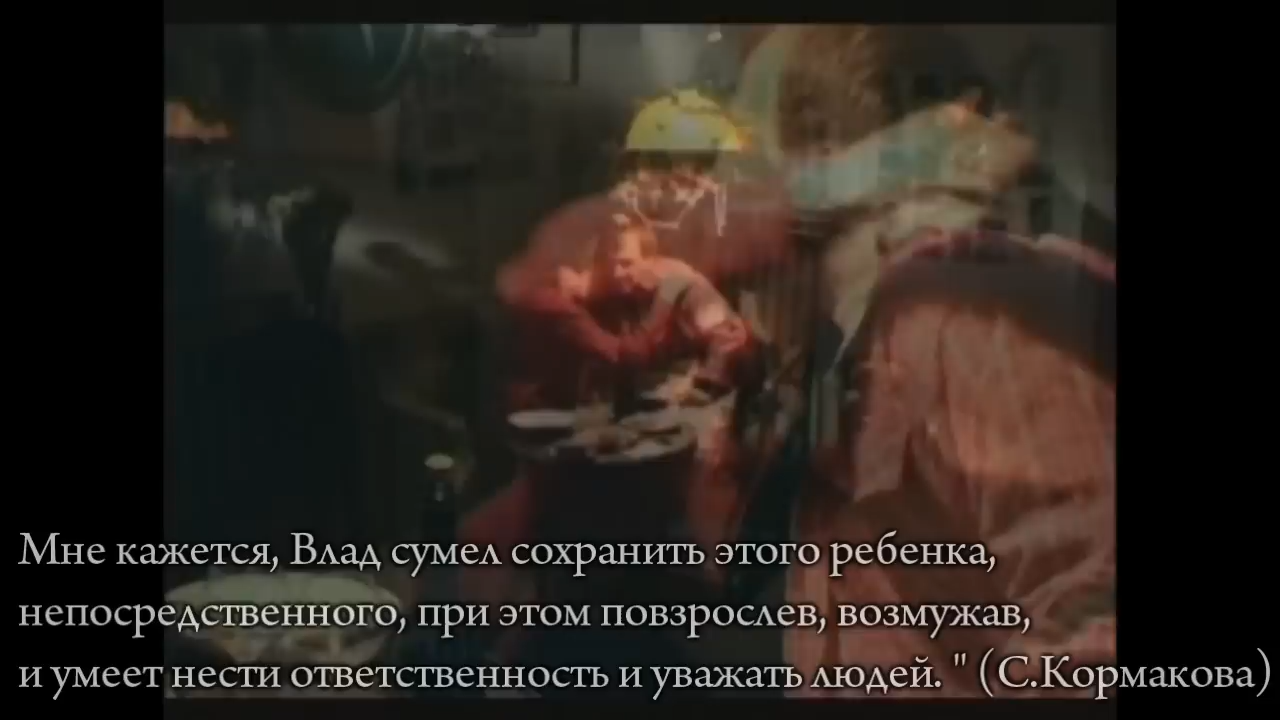 Мне кажется, Влад сумел сохранить этого ребенка,
непосредственного, при этом повзрослев, возмужав,
и умеет нести ответственность и уважать людей. " (С.Кормакова)